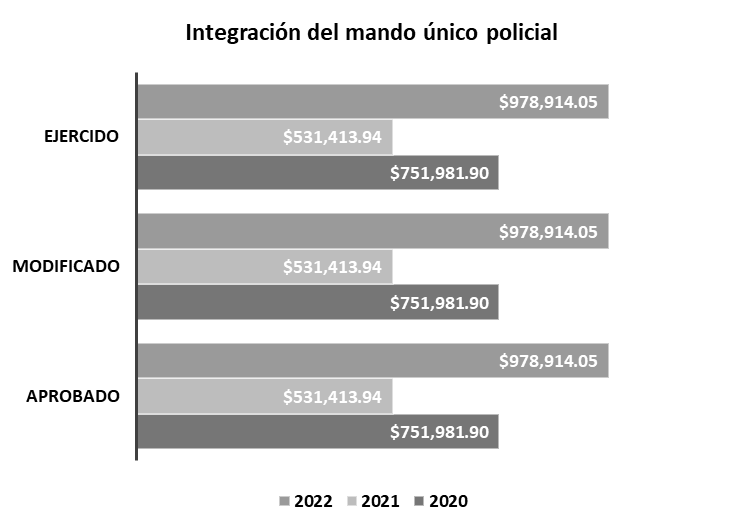 Integración del mando único policial
$978,914.05
EJERCIDO
$531,413.94
$751,981.90
$978,914.05
MODIFICADO
$531,413.94
$751,981.90
$978,914.05
APROBADO
$531,413.94
$751,981.90
2022 2021 2020